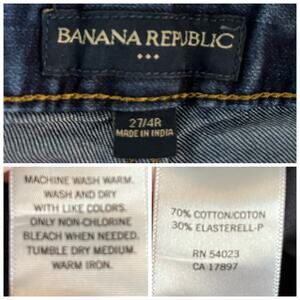 BANANA REPUBLIC
27/4R
MADE IN INDIA
MACHINE WASH WARM.
WASH AND DRY
WITH LIKE COLORS.
ONLY NON-CHLORINE
BLEACH WHEN NEEDED.
TUMBLE DRY MEDIUM.
WARM IRON.
70% COTTON/COTON
30% ELASTERELL-P
RN 54023
CA 17897